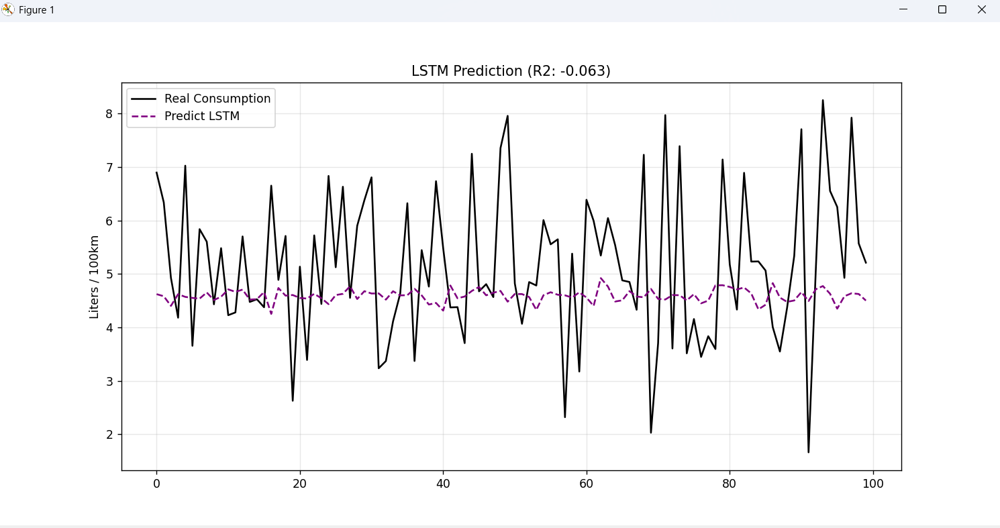 Figure 1
LSTM Prediction (R2: -0.063)
Real Consumption
Predict LSTM
Liters / 100km
8
7
6
5
4
3
2
0
20
40
60
80
100